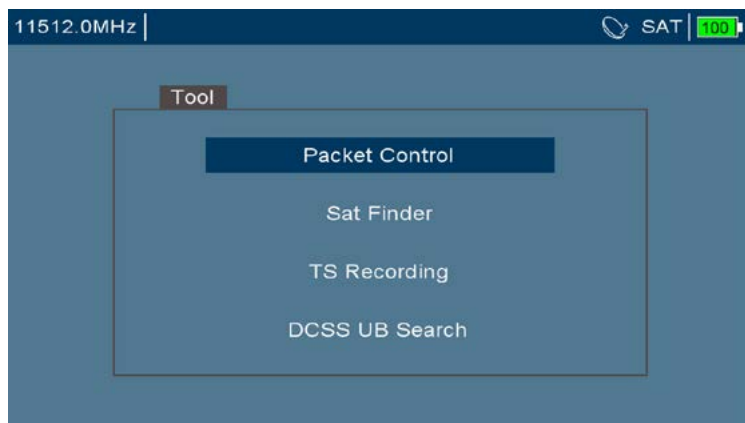 11512.0MHz SAT 100
Tool
Packet Control
Sat Finder
TS Recording
DCSS UB Search